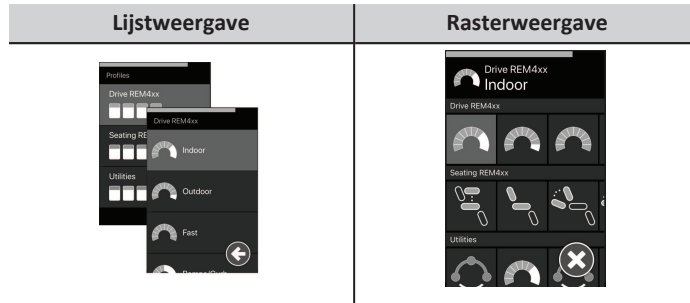 Lijstweergave
Rasterweergave
Profiles
Drive REM4xx
Seating RE
Utilities
Drive REM4xx
Indoor
Outdoor
Fast
Drive REM4xx
Indoor
Drive REM4xx
Seating REM4xx
Utilities